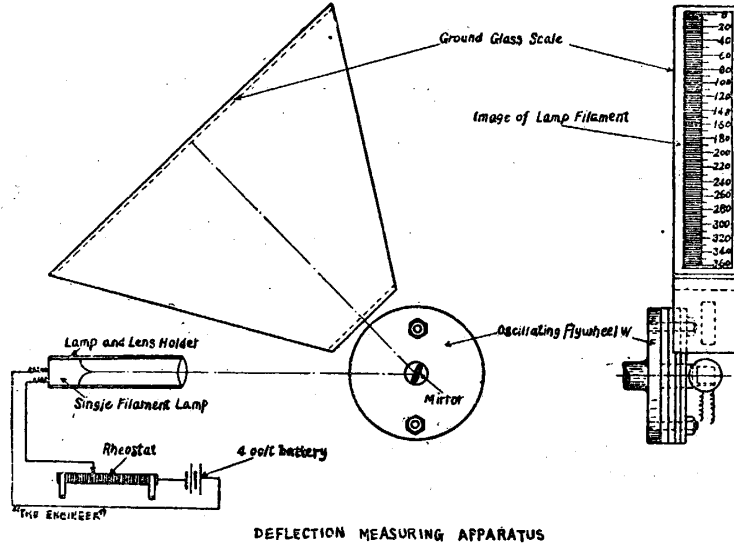 Ground Glass Scale
Image of Lamp Filament
0
20
40
60
80
100
120
140
160
180
200
220
240
260
280
300
320
340
360
Oscillating Flywheel W
Mirror
Lamp and Lens Holder
Single Filament Lamp
Rheostat
4 volt battery
"THE ENGINEER"
DEFLECTION MEASURING APPARATUS